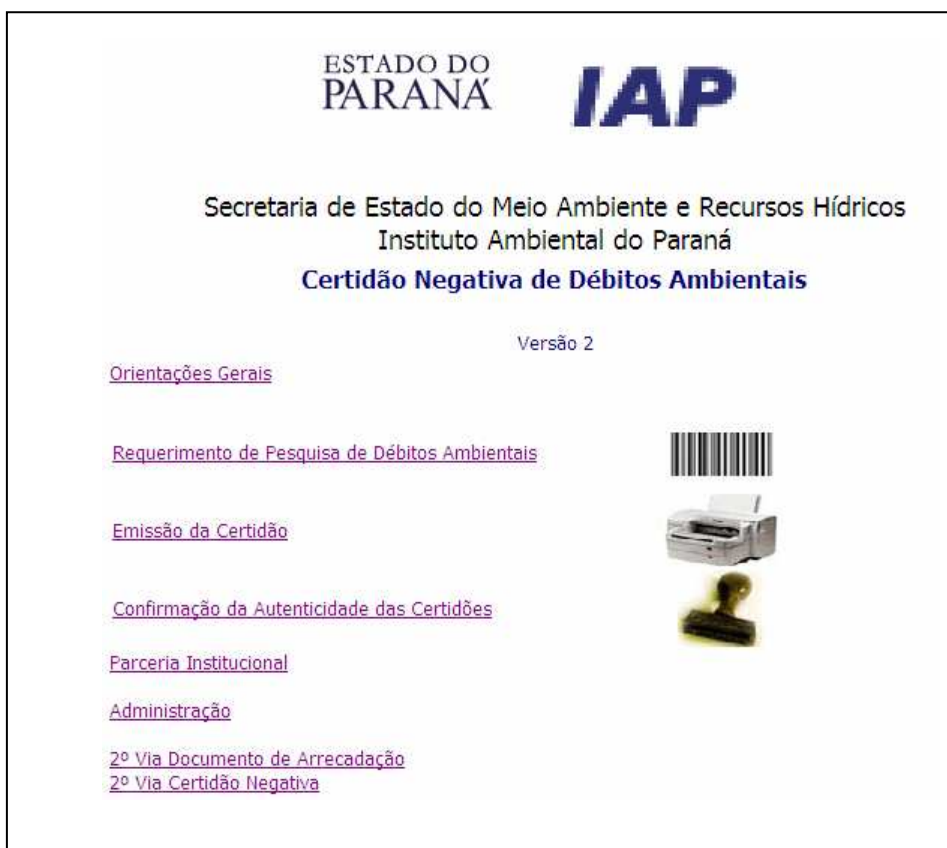 ESTADO DO
PARANÁ
IAP
Secretaria de Estado do Meio Ambiente e Recursos Hídricos
Instituto Ambiental do Paraná
Certidão Negativa de Débitos Ambientais
Versão 2
Orientações Gerais
Requerimento de Pesquisa de Débitos Ambientais
Emissão da Certidão
Confirmação da Autenticidade das Certidões
Parceria Institucional
Administração
2º Via Documento de Arrecadação
2º Via Certidão Negativa